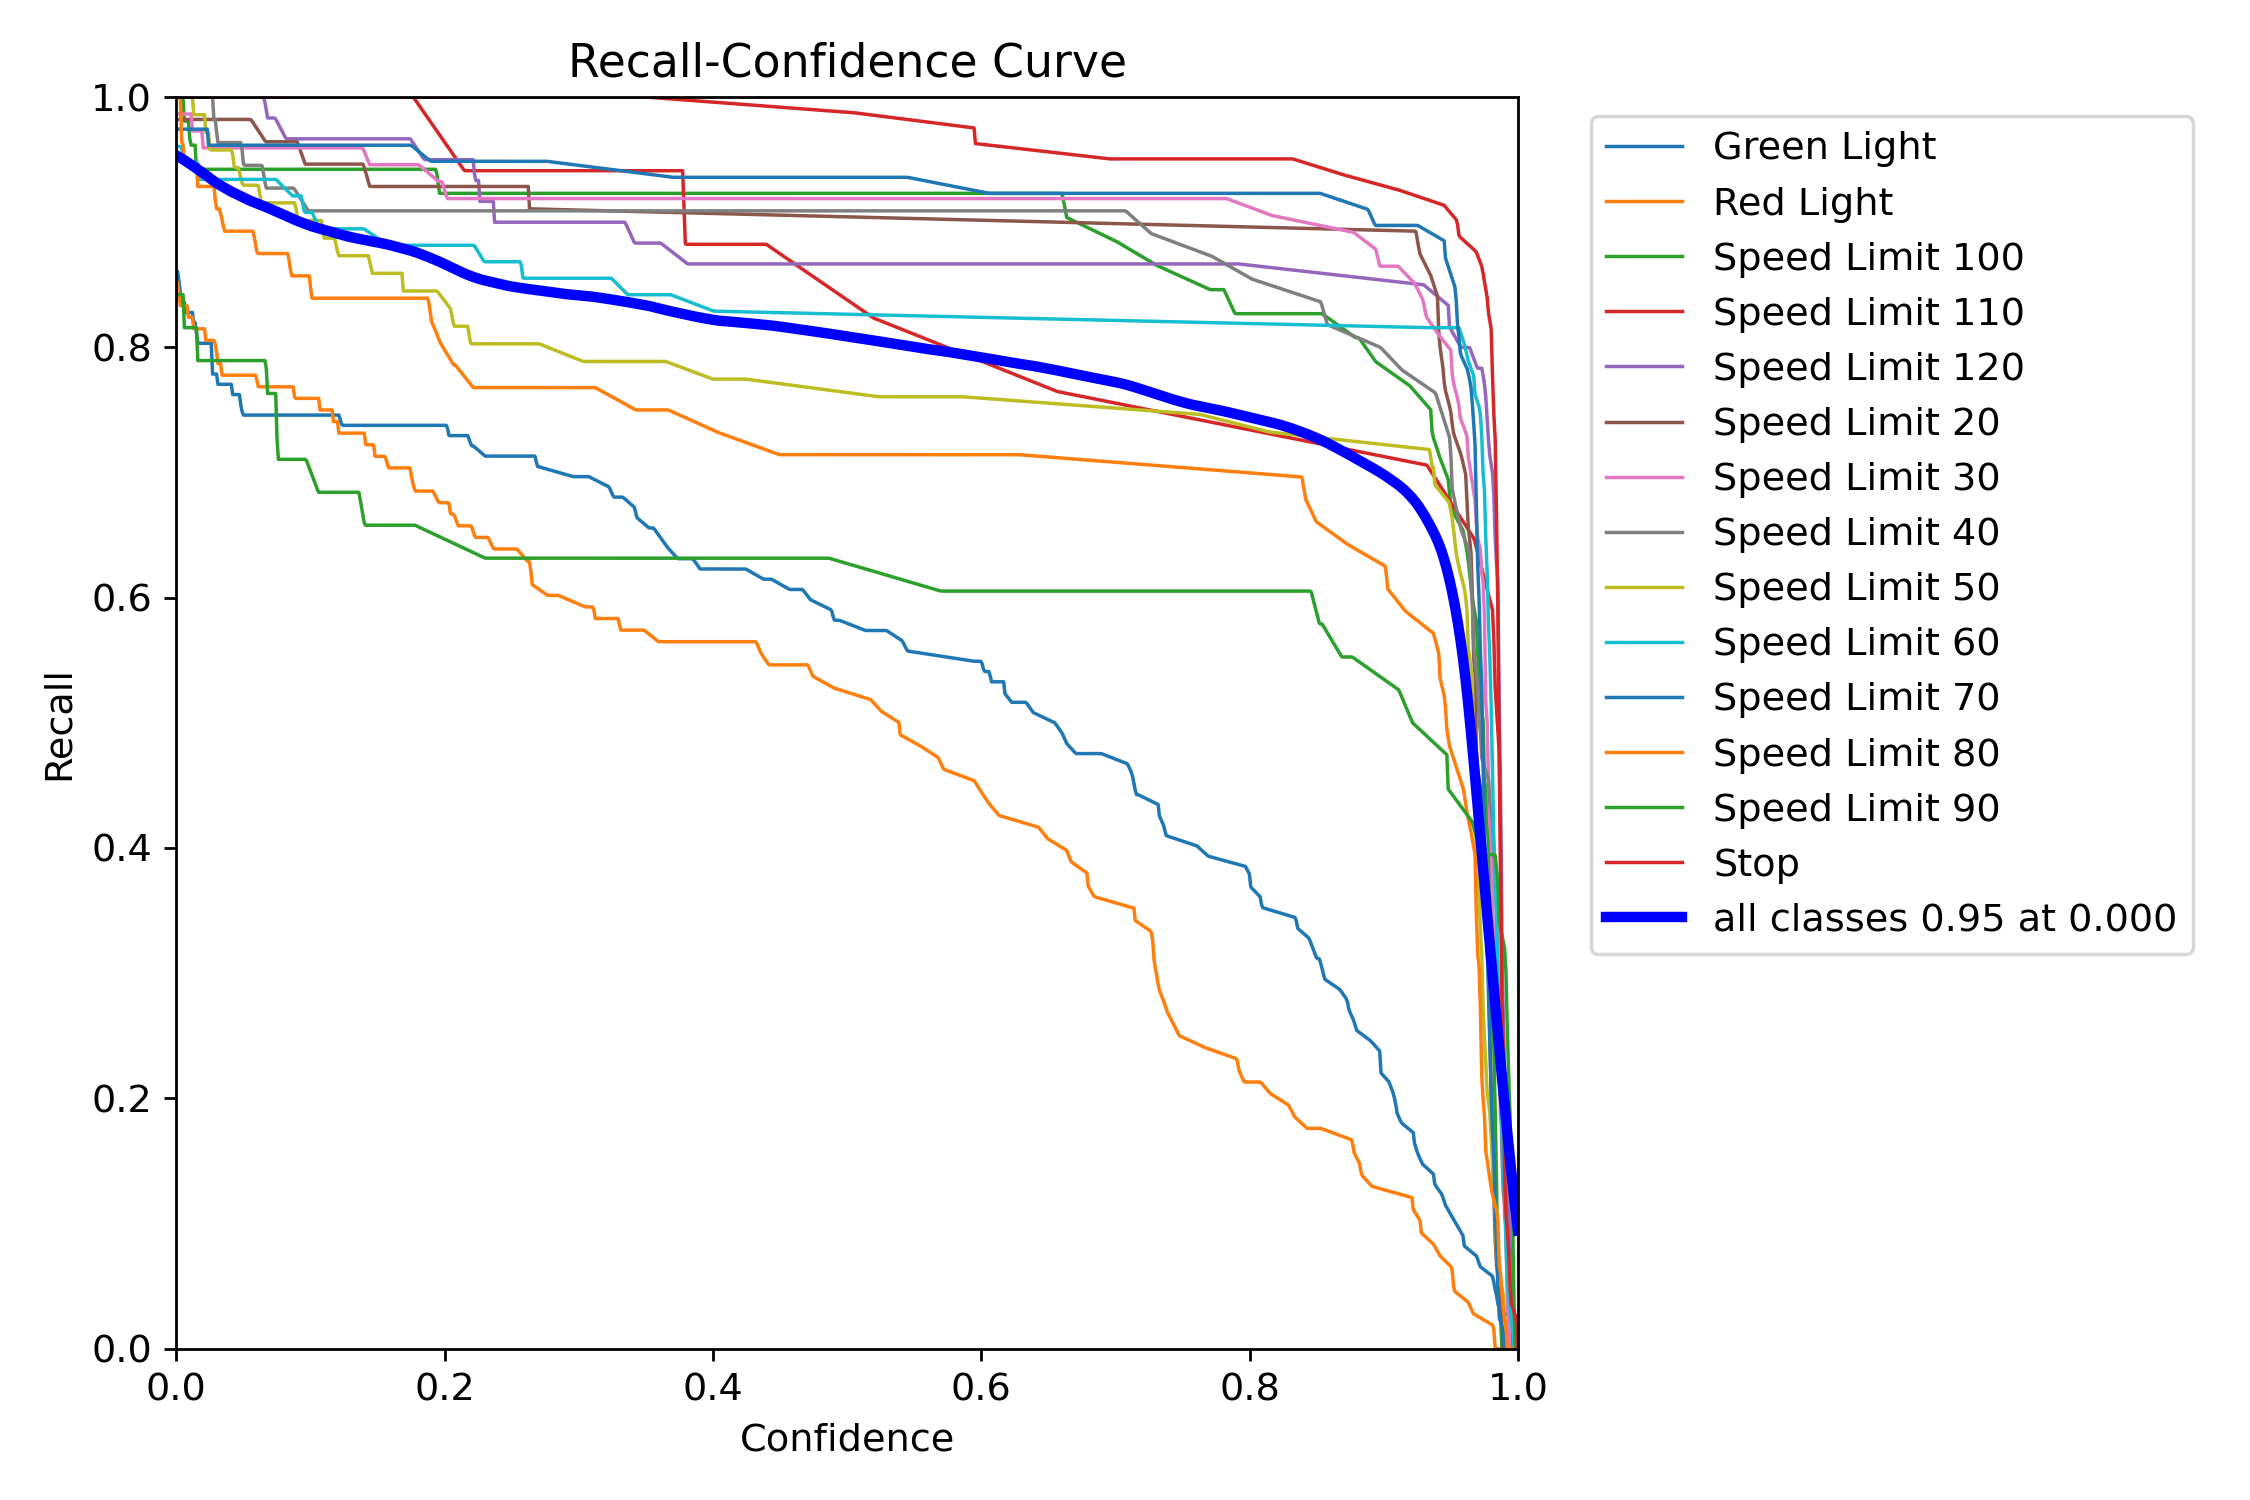 Recall-Confidence Curve
1.0
0.8
0.6
0.4
0.2
0.0
Recall
0.0 0.2 0.4 0.6 0.8 1.0
Confidence
Green Light
Red Light
Speed Limit 100
Speed Limit 110
Speed Limit 120
Speed Limit 20
Speed Limit 30
Speed Limit 40
Speed Limit 50
Speed Limit 60
Speed Limit 70
Speed Limit 80
Speed Limit 90
Stop
all classes 0.95 at 0.000